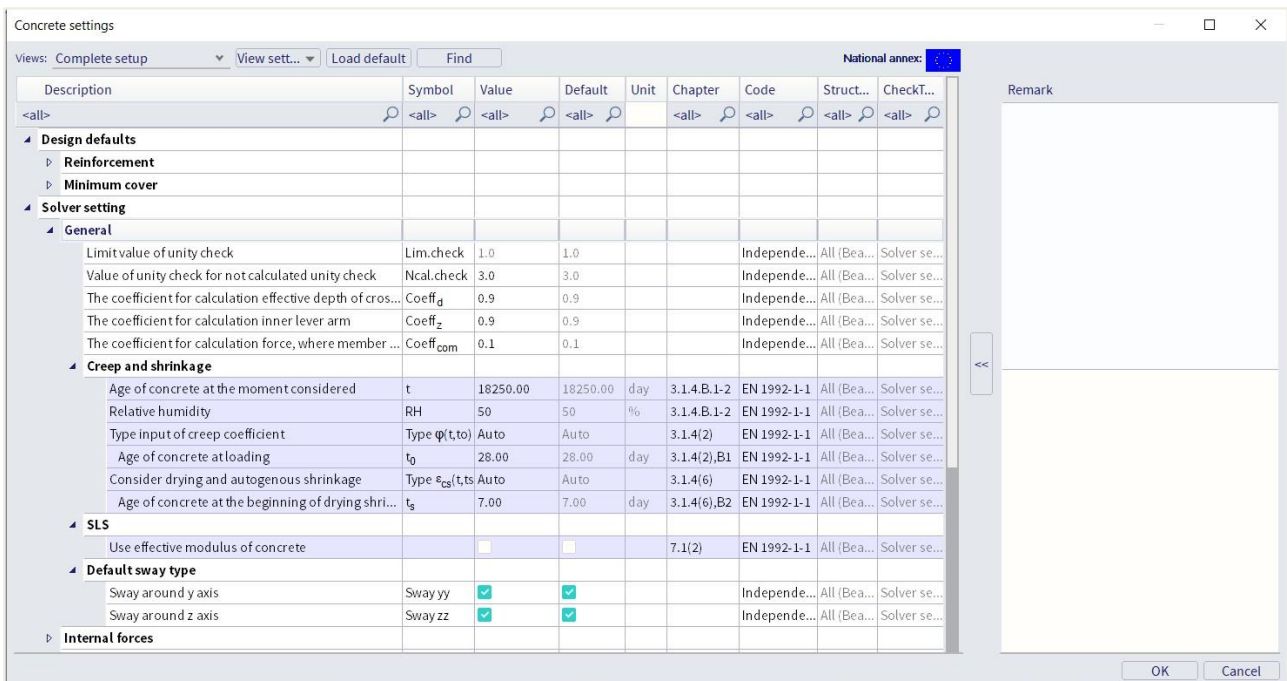 Concrete settings
Views: Complete setup View sett... Load default Find National annex:
Description Symbol Value Default Unit Chapter Code Struct... CheckT... Remark
<all> <all> <all> <all> <all> <all> <all> <all>
Design defaults
Reinforcement
Minimum cover
Solver setting
General
Limit value of unity check Lim.check 1.0 1.0 Independe... All (Bea... Solver se...
Value of unity check for not calculated unity check Ncal.check 3.0 3.0 Independe... All (Bea... Solver se...
The coefficient for calculation effective depth of cros... Coeffd 0.9 0.9 Independe... All (Bea... Solver se...
The coefficient for calculation inner lever arm Coeffz 0.9 0.9 Independe... All (Bea... Solver se...
The coefficient for calculation force, where member ... Coeffcom 0.1 0.1 Independe... All (Bea... Solver se...
<<
Creep and shrinkage
Age of concrete at the moment considered t 18250.00 18250.00 day 3.1.4.B.1-2 EN 1992-1-1 All (Bea... Solver se...
Relative humidity RH 50 50 % 3.1.4.B.1-2 EN 1992-1-1 All (Bea... Solver se...
Type input of creep coefficient Type φ(t,to) Auto Auto 3.1.4(2) EN 1992-1-1 All (Bea... Solver se...
Age of concrete at loading t0 28.00 28.00 day 3.1.4(2),B1 EN 1992-1-1 All (Bea... Solver se...
Consider drying and autogenous shrinkage Type εcs(t,ts Auto Auto 3.1.4(6) EN 1992-1-1 All (Bea... Solver se...
Age of concrete at the beginning of drying shri... ts 7.00 7.00 day 3.1.4(6),B2 EN 1992-1-1 All (Bea... Solver se...
SLS
Use effective modulus of concrete 7.1(2) EN 1992-1-1 All (Bea... Solver se...
Default sway type
Sway around y axis Sway yy Independe... All (Bea... Solver se...
Sway around z axis Sway zz Independe... All (Bea... Solver se...
Internal forces
OK Cancel